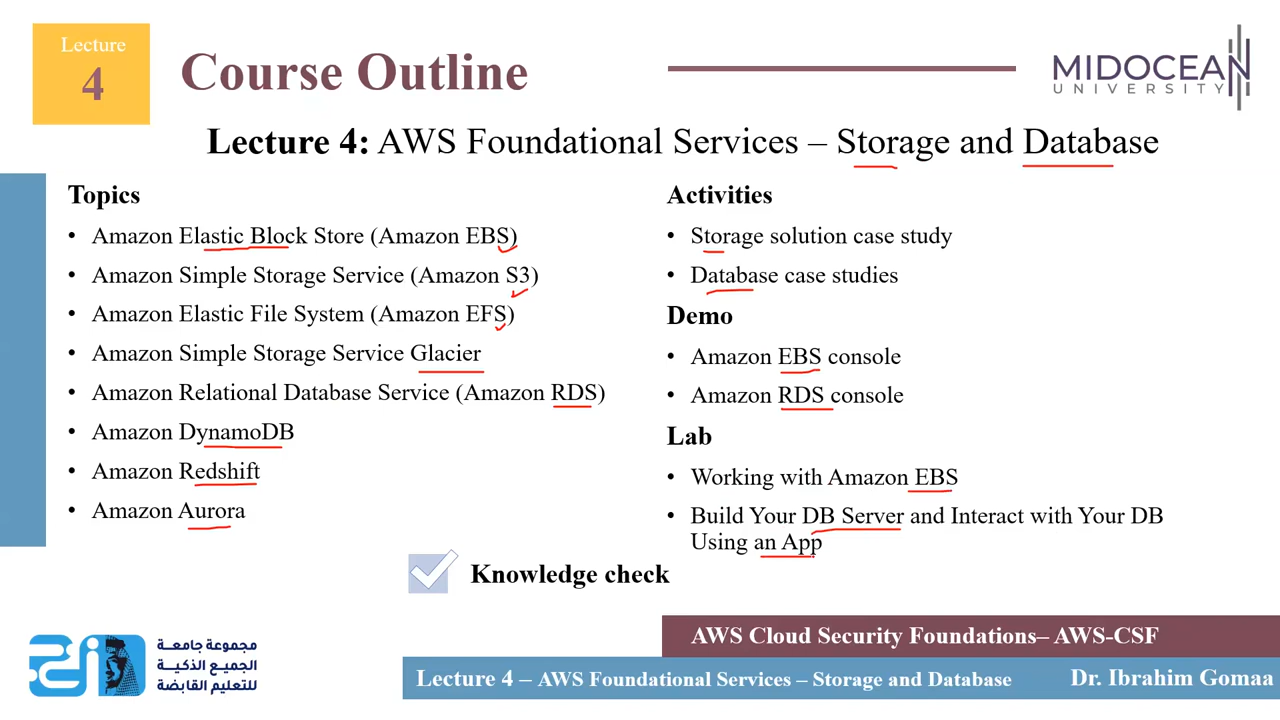 Lecture
4
Course Outline
MIDOCEAN
UNIVERSITY
Lecture 4: AWS Foundational Services – Storage and Database
Topics
• Amazon Elastic Block Store (Amazon EBS)
• Amazon Simple Storage Service (Amazon S3)
• Amazon Elastic File System (Amazon EFS)
• Amazon Simple Storage Service Glacier
• Amazon Relational Database Service (Amazon RDS)
• Amazon DynamoDB
• Amazon Redshift
• Amazon Aurora
Activities
• Storage solution case study
• Database case studies
Demo
• Amazon EBS console
• Amazon RDS console
Lab
• Working with Amazon EBS
• Build Your DB Server and Interact with Your DB
Using an App
Knowledge check
مجموعة جامعة
الجميع الذكية
للتعليم القابضة
AWS Cloud Security Foundations– AWS-CSF
Lecture 4 – AWS Foundational Services – Storage and Database
Dr. Ibrahim Gomaa